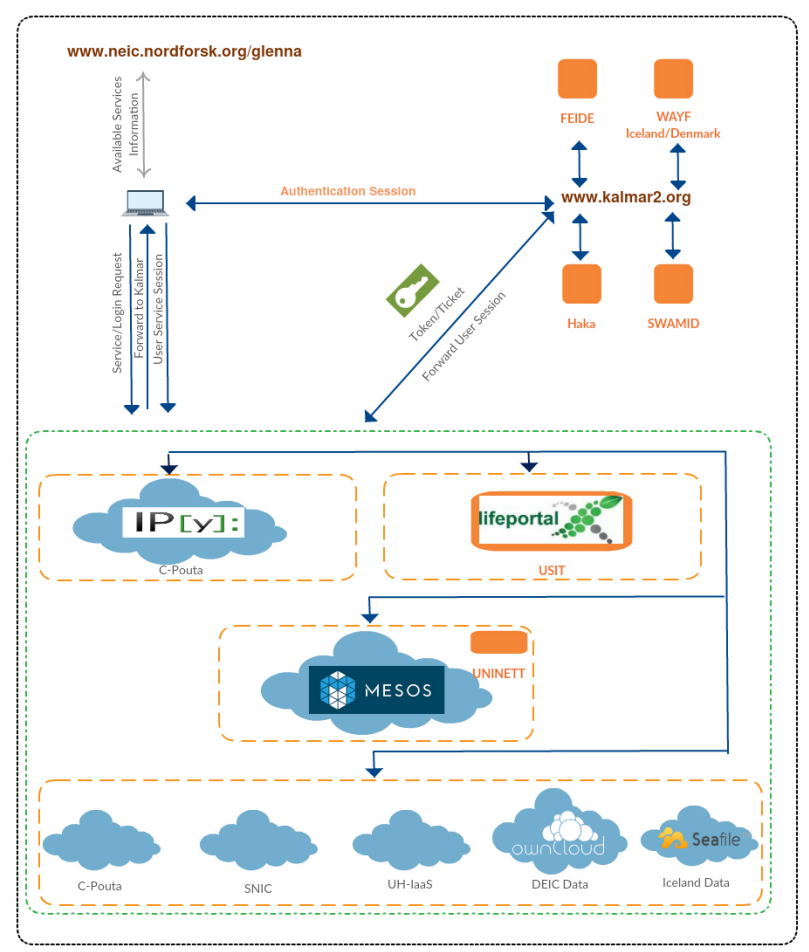 www.neic.nordforsk.org/glenna
Available Services
Information
FEIDE
WAYF
Iceland/Denmark
Authentication Session
www.kalmar2.org
Service/Login Request
Forward to Kalmar
User Service Session
Token/Ticket
Forward User Session
Haka
SWAMID
IP[y]:
C-Pouta
lifeportal
USIT
MESOS
UNINETT
C-Pouta
SNIC
UH-IaaS
ownCloud
DEIC Data
Seafile
Iceland Data